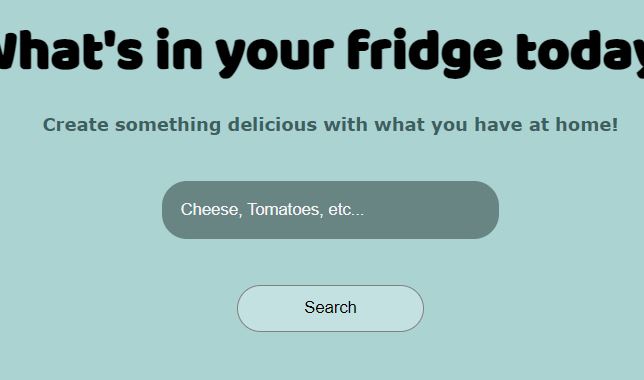 What's in your fridge today
Create something delicious with what you have at home!
Cheese, Tomatoes, etc...
Search